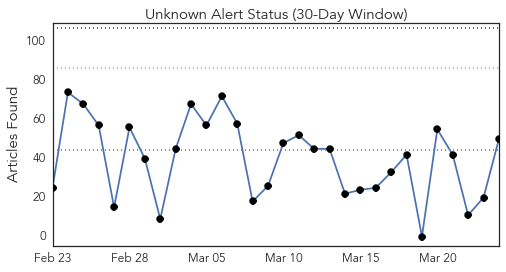 Unknown Alert Status (30-Day Window)
100
80
60
40
20
0
Articles Found
Feb 23
Feb 28
Mar 05
Mar 10
Mar 15
Mar 20